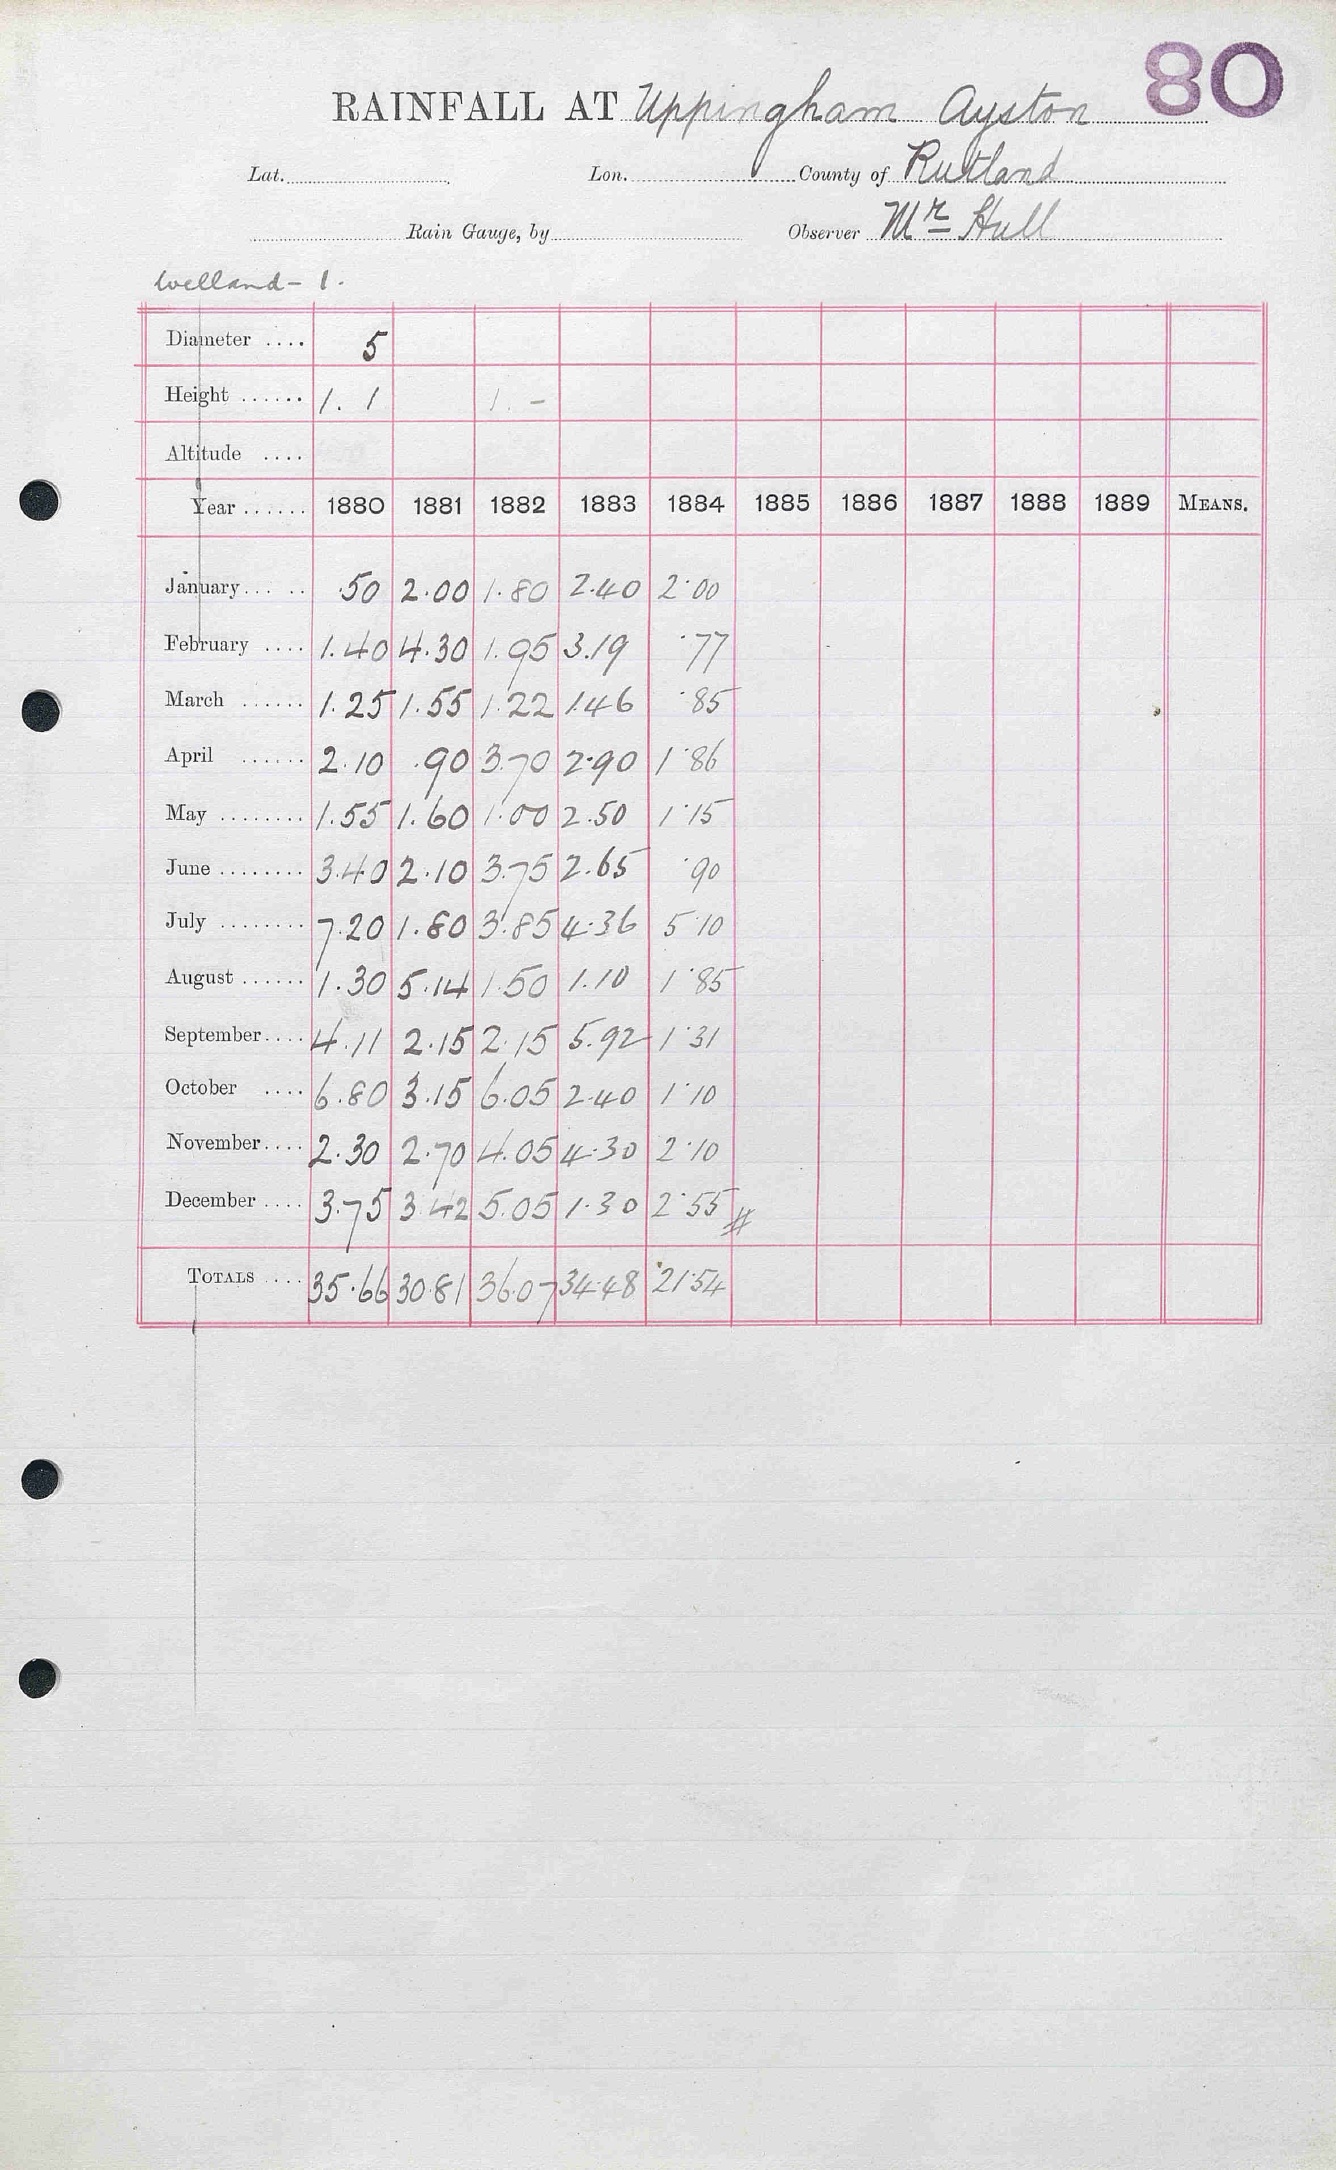 80
RAINFALL AT Uppingham Ayston
Lat. Lon. County of Rutland
Rain Gauge, by Observer Mr Hull
Welland - 1.
Diameter .... 5
Height ...... 1. 1 1. -
Altitude ....
Year ...... 1880 1881 1882 1883 1884 1885 1886 1887 1888 1889 MEANS.
January ... .. .50 2.00 1.80 2.40 2.00
February .... 1.40 4.30 1.95 3.19 .77
March ...... 1.25 1.55 1.22 1.46 .85
April ...... 2.10 .90 3.70 2.90 1.86
May ........ 1.55 1.60 1.00 2.50 1.15
June ........ 3.40 2.10 3.75 2.65 .90
July ........ 7.20 1.80 3.85 4.36 5.10
August ...... 1.30 5.14 1.50 1.10 1.85
September .... 4.11 2.15 2.15 5.92 1.31
October .... 6.80 3.15 6.05 2.40 1.10
November .... 2.30 2.70 4.05 4.30 2.10
December .... 3.75 3.42 5.05 1.30 2.55 #
TOTALS .... 35.66 30.81 36.07 34.48 21.54